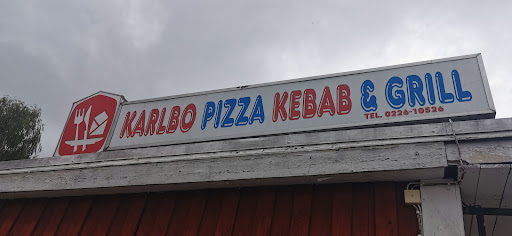 KARLBO PIZZA KEBAB & GRILL
TEL. 0226-10526